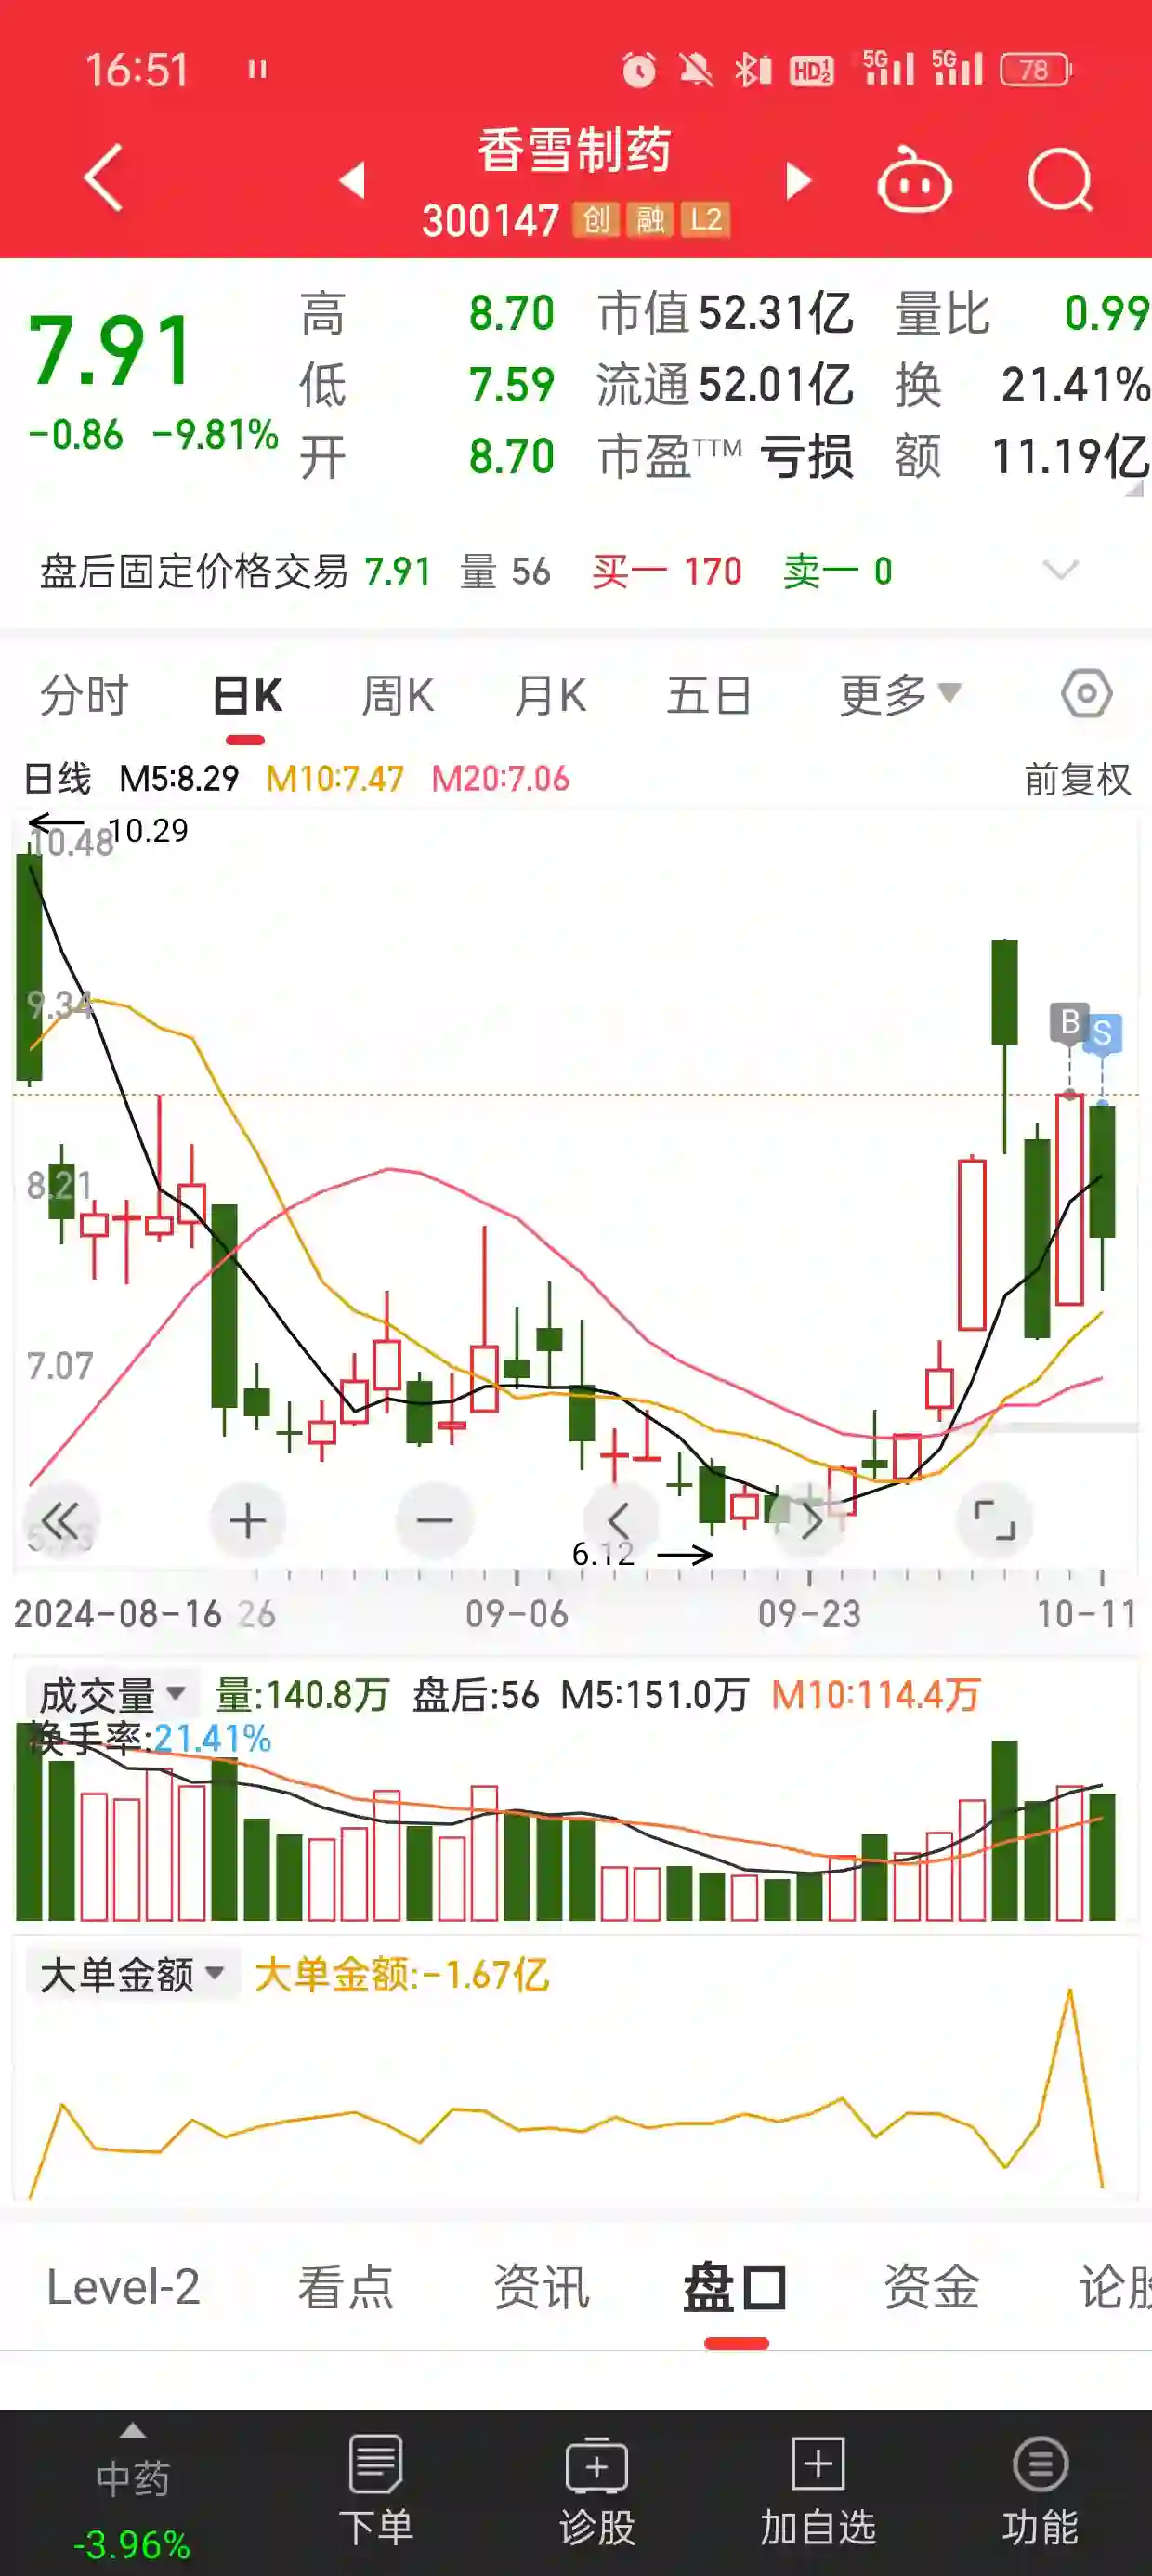 16:51 HD1 2 5G 5G 78
香雪制药
300147 创 融 L2
7.91
-0.86 -9.81%
高 8.70 市值 52.31亿 量比 0.99
低 7.59 流通 52.01亿 换 21.41%
开 8.70 市盈TTM 亏损 额 11.19亿
盘后固定价格交易 7.91 量 56 买一 170 卖一 0
分时 日K 周K 月K 五日 更多
日线 M5:8.29 M10:7.47 M20:7.06 前复权
10.29
10.48
9.34
B S
8.21
7.07
6.12
2024-08-16 26 09-06 09-23 10-11
成交量 量:140.8万 盘后:56 M5:151.0万 M10:114.4万
换手率:21.41%
大单金额 大单金额:-1.67亿
Level-2 看点 资讯 盘口 资金 论股
中药 下单 诊股 加自选 功能
-3.96%